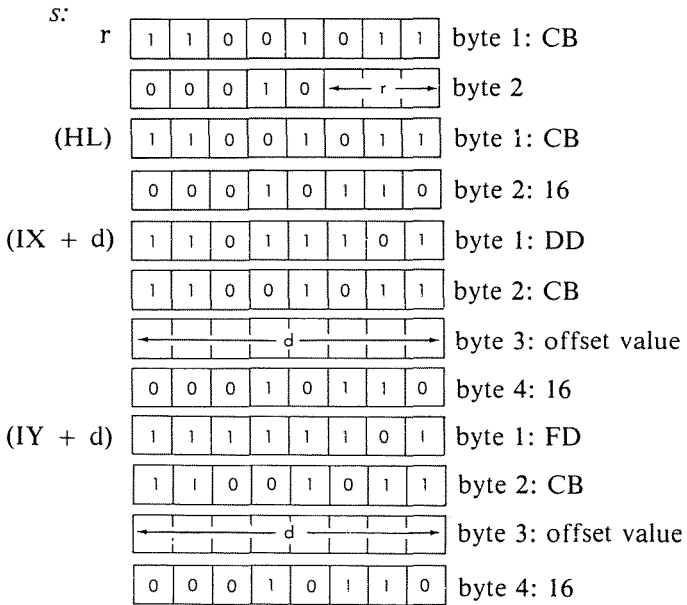 s:
r 1 1 0 0 1 0 1 1 byte 1: CB
0 0 0 1 0 r byte 2
(HL) 1 1 0 0 1 0 1 1 byte 1: CB
0 0 0 1 0 1 1 0 byte 2: 16
(IX + d) 1 1 0 1 1 1 0 1 byte 1: DD
1 1 0 0 1 0 1 1 byte 2: CB
d byte 3: offset value
0 0 0 1 0 1 1 0 byte 4: 16
(IY + d) 1 1 1 1 1 1 0 1 byte 1: FD
1 1 0 0 1 0 1 1 byte 2: CB
d byte 3: offset value
0 0 0 1 0 1 1 0 byte 4: 16